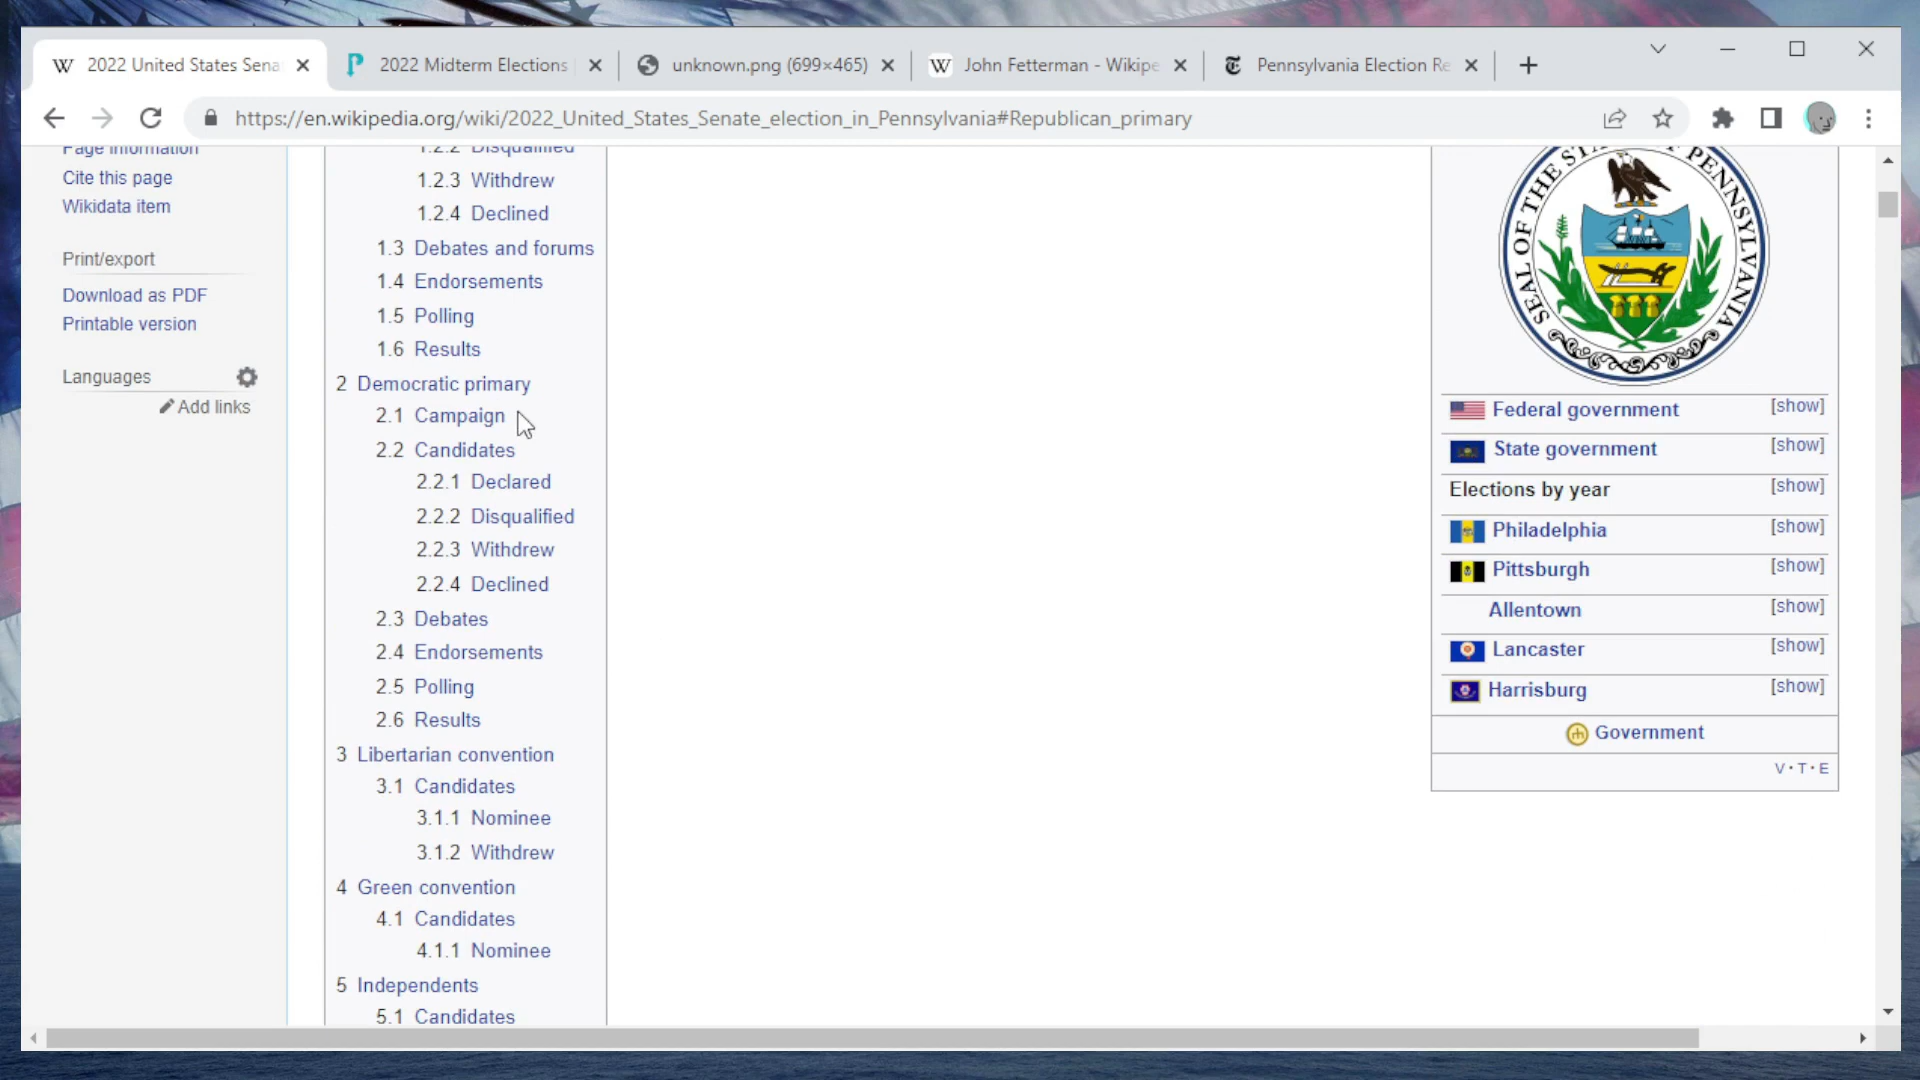 2022 United States Sena
2022 Midterm Elections
unknown.png (699×465)
John Fetterman - Wikipe
Pennsylvania Election Re
https://en.wikipedia.org/wiki/2022_United_States_Senate_election_in_Pennsylvania#Republican_primary
Page information
Cite this page
Wikidata item
Print/export
Download as PDF
Printable version
Languages
Add links
1.2.2 Disqualified
1.2.3 Withdrew
1.2.4 Declined
1.3 Debates and forums
1.4 Endorsements
1.5 Polling
1.6 Results
2 Democratic primary
2.1 Campaign
2.2 Candidates
2.2.1 Declared
2.2.2 Disqualified
2.2.3 Withdrew
2.2.4 Declined
2.3 Debates
2.4 Endorsements
2.5 Polling
2.6 Results
3 Libertarian convention
3.1 Candidates
3.1.1 Nominee
3.1.2 Withdrew
4 Green convention
4.1 Candidates
4.1.1 Nominee
5 Independents
5.1 Candidates
SEAL OF THE STATE OF PENNSYLVANIA
Federal government [show]
State government [show]
Elections by year [show]
Philadelphia [show]
Pittsburgh [show]
Allentown [show]
Lancaster [show]
Harrisburg [show]
Government
V · T · E